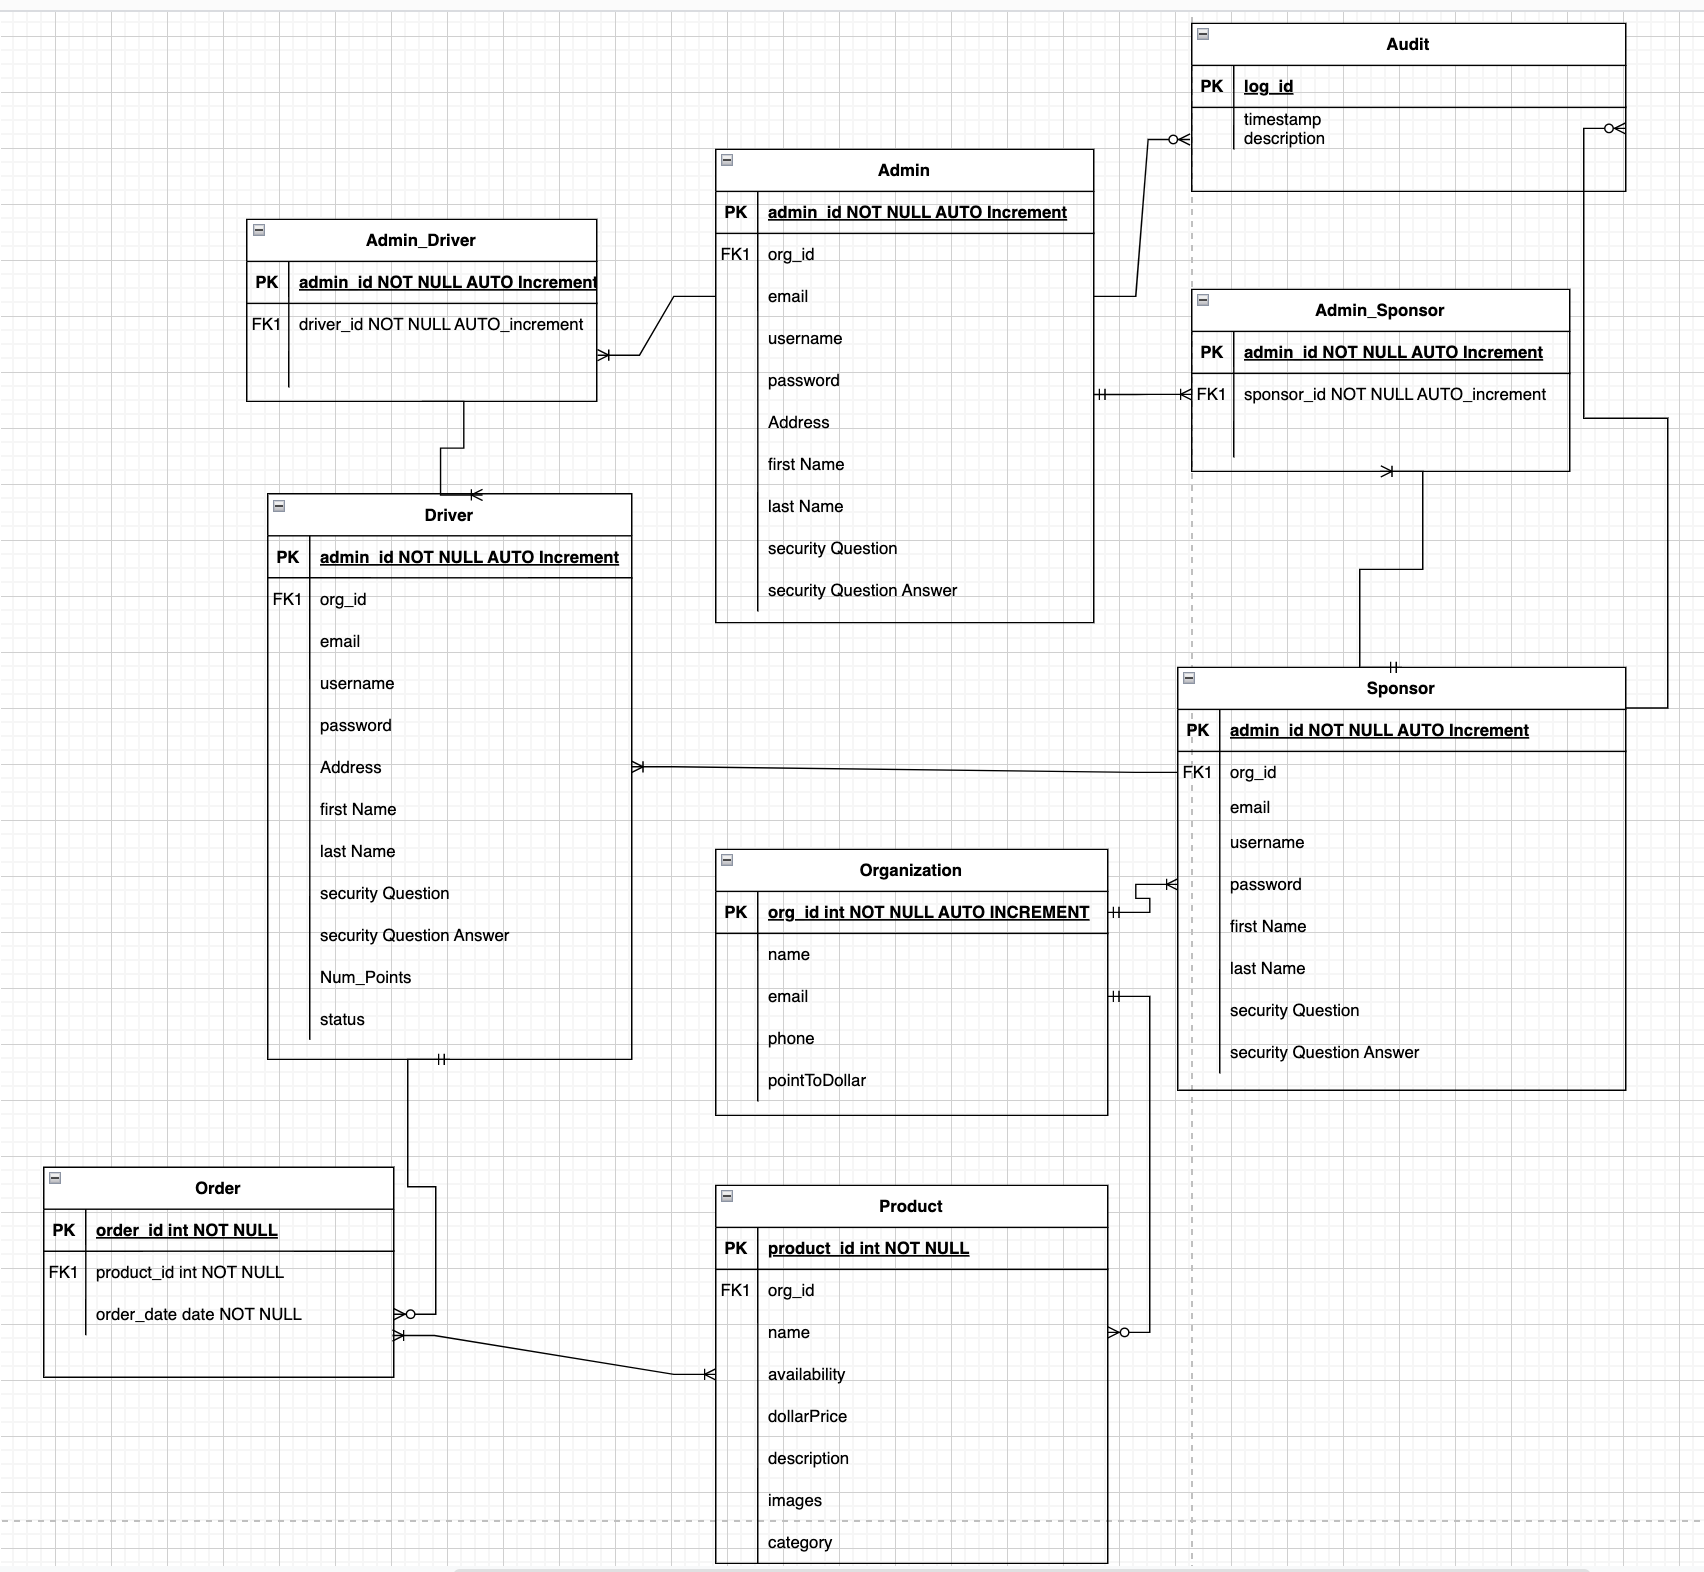 Audit
PK log_id
timestamp
description
Admin
PK admin_id NOT NULL AUTO Increment
FK1 org_id
email
username
password
Address
first Name
last Name
security Question
security Question Answer
Admin_Driver
PK admin_id NOT NULL AUTO Increment
FK1 driver_id NOT NULL AUTO_increment
Admin_Sponsor
PK admin_id NOT NULL AUTO Increment
FK1 sponsor_id NOT NULL AUTO_increment
Driver
PK admin_id NOT NULL AUTO Increment
FK1 org_id
email
username
password
Address
first Name
last Name
security Question
security Question Answer
Num_Points
status
Sponsor
PK admin_id NOT NULL AUTO Increment
FK1 org_id
email
username
password
first Name
last Name
security Question
security Question Answer
Organization
PK org_id int NOT NULL AUTO INCREMENT
name
email
phone
pointToDollar
Order
PK order_id int NOT NULL
FK1 product_id int NOT NULL
order_date date NOT NULL
Product
PK product_id int NOT NULL
FK1 org_id
name
availability
dollarPrice
description
images
category